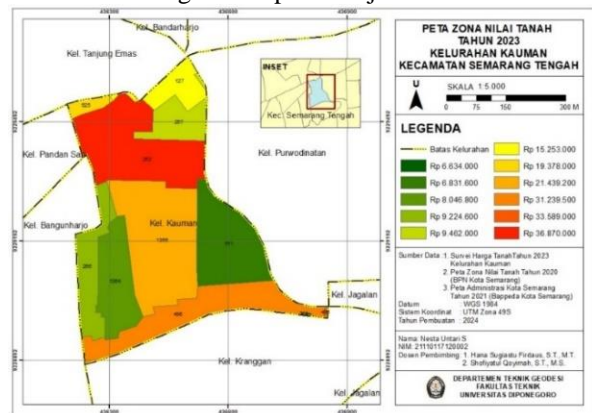 Kel. Bandarharjo
Kel. Tanjung Emas
Kel. Pandan Sari
Kel. Purwodinatan
Kel. Bangunharjo
Kel. Kauman
Kel. Jagalan
Kel. Kranggan
Kel. Jagalan
INSET
Kec. Semarang Tengah
PETA ZONA NILAI TANAH
TAHUN 2023
KELURAHAN KAUMAN
KECAMATAN SEMARANG TENGAH
U
SKALA 1:5.000
0 75 150 300 M
LEGENDA
Batas Kelurahan
Rp 6.634.000
Rp 6.831.600
Rp 8.046.800
Rp 9.224.600
Rp 9.462.000
Rp 15.253.000
Rp 19.378.000
Rp 21.439.200
Rp 31.239.500
Rp 33.589.000
Rp 36.870.000
Sumber Data : 1. Survei Harga TanahTahun 2023
Kelurahan Kauman
2. Peta Zona Nilai Tanah Tahun 2020
(BPN Kota Semarang)
3. Peta Administrasi Kota Semarang
Tahun 2021 (Bappeda Kota Semarang)
Datum : WGS 1984
Sistem Koordinat : UTM Zona 49S
Tahun Pembuatan : 2024
Nama: Nesta Untari S
NIM: 21110117120002
Dosen Pembimbing: 1. Hana Sugiastu Firdaus, S.T., M.T.
2. Shofiyatul Qoyimah, S.T., M.S.
DEPARTEMEN TEKNIK GEODESI
FAKULTAS TEKNIK
UNIVERSITAS DIPONEGORO